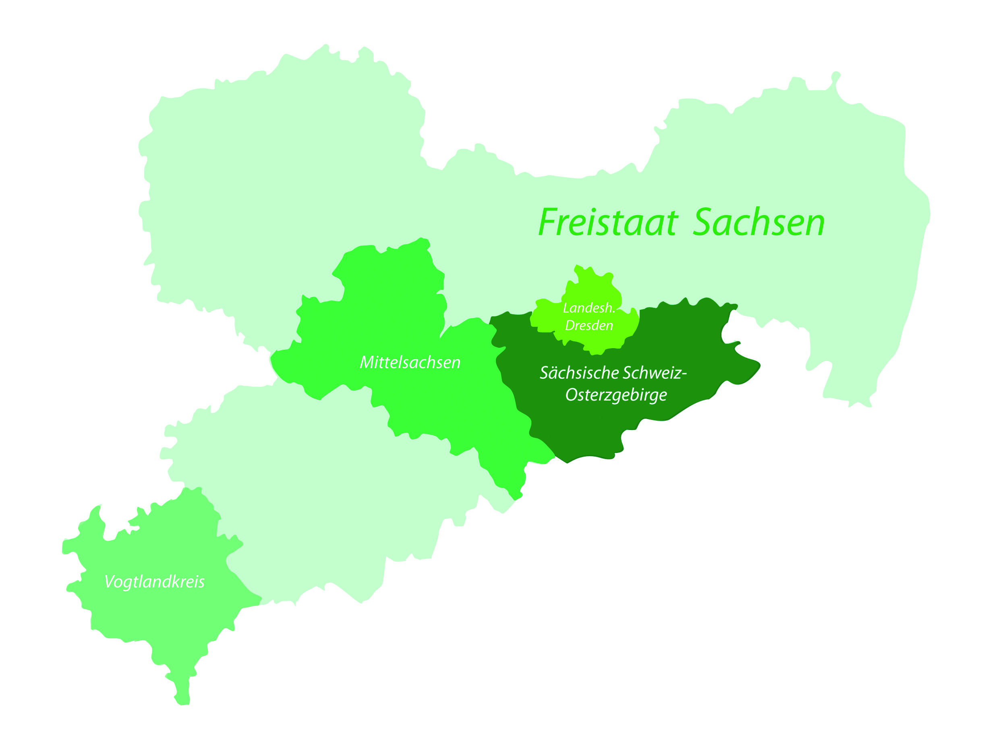 Freistaat Sachsen
Landesh.
Dresden
Mittelsachsen
Sächsische Schweiz-
Osterzgebirge
Vogtlandkreis